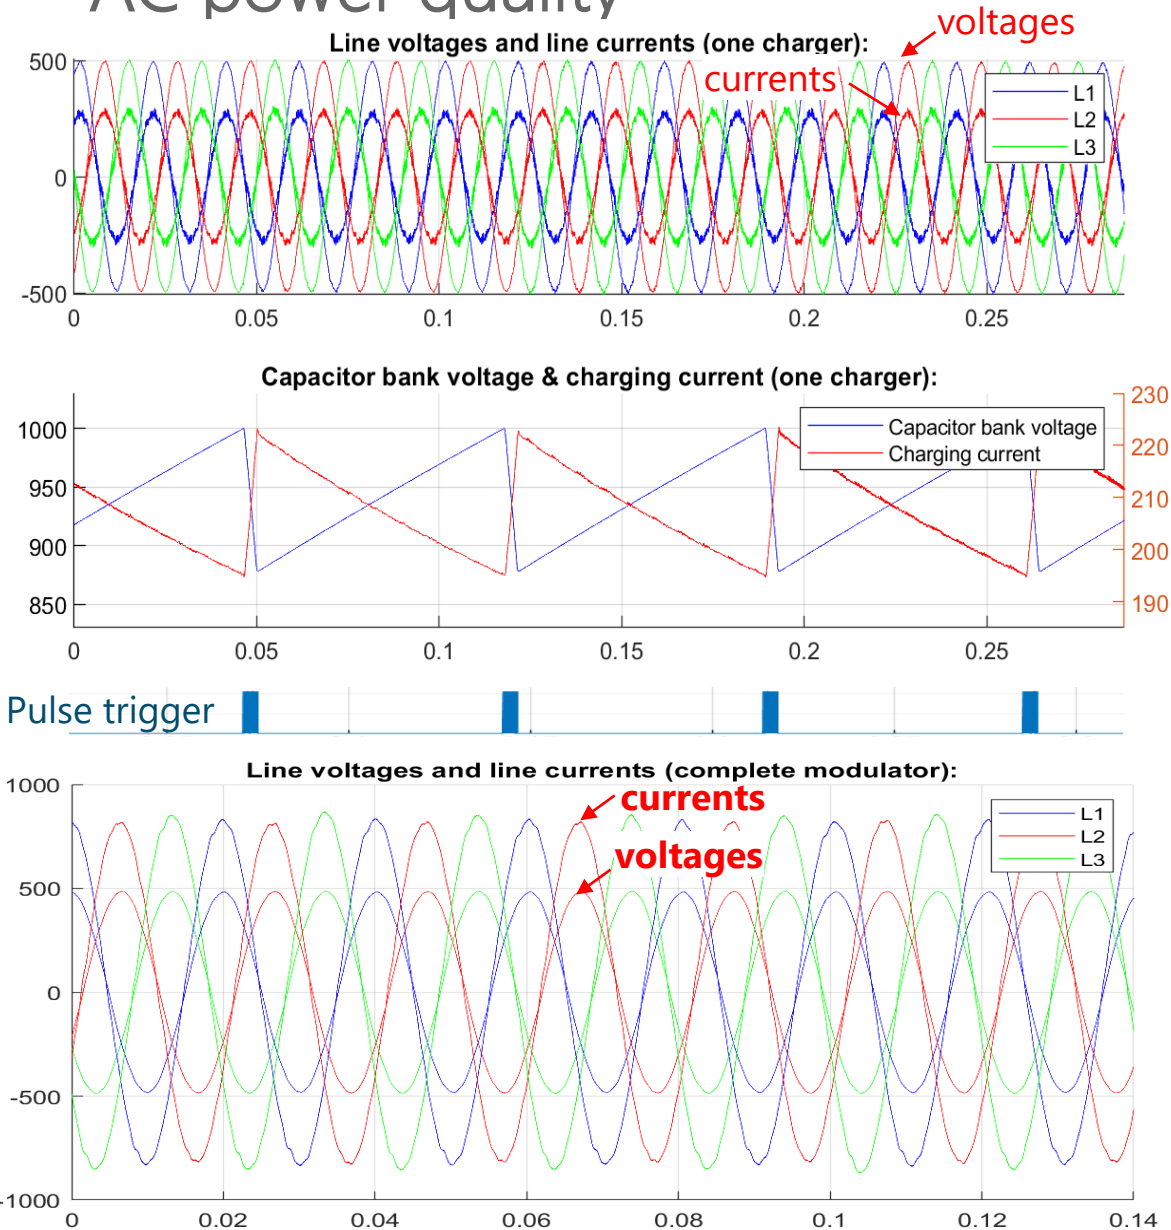 AC power quality
Line voltages and line currents (one charger):
voltages
currents
L1
L2
L3
500
0
-500
0
0.05
0.1
0.15
0.2
0.25
Capacitor bank voltage & charging current (one charger):
Capacitor bank voltage
Charging current
1000
950
900
850
230
220
210
200
190
0
0.05
0.1
0.15
0.2
0.25
Pulse trigger
Line voltages and line currents (complete modulator):
currents
voltages
L1
L2
L3
1000
500
0
-500
-1000
0
0.02
0.04
0.06
0.08
0.1
0.12
0.14